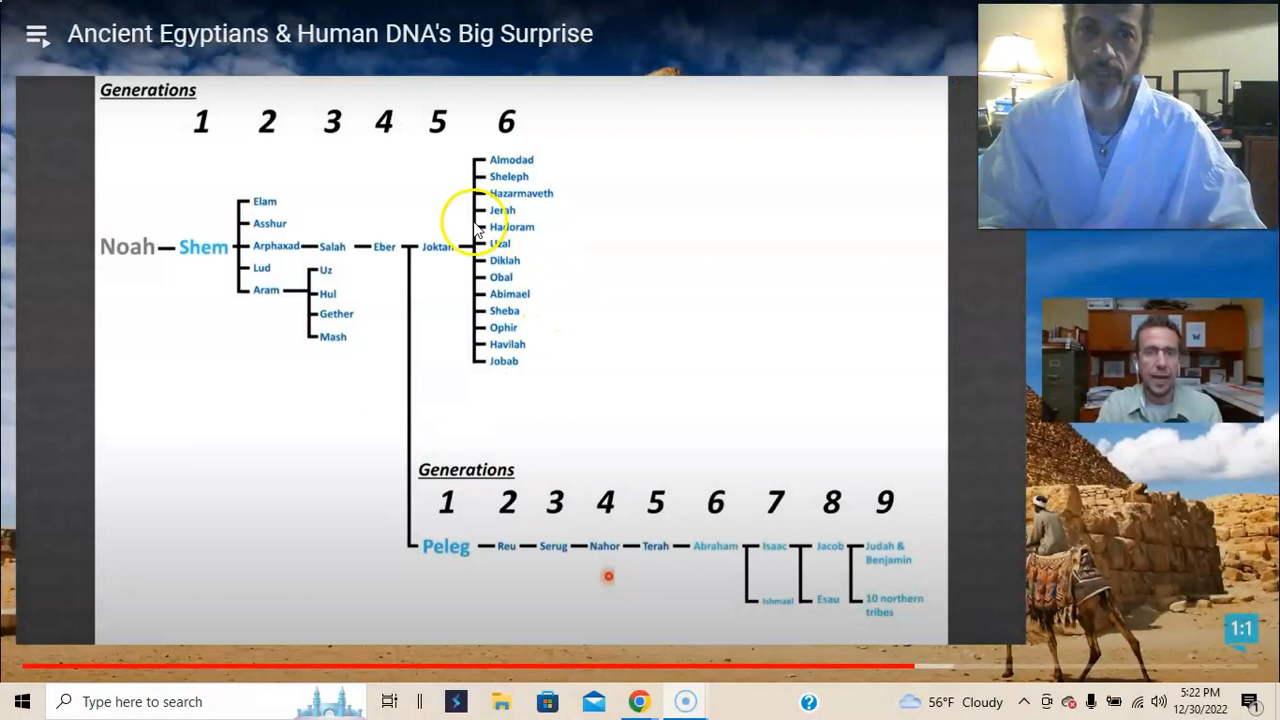 Ancient Egyptians & Human DNA's Big Surprise
Generations
1 2 3 4 5 6
Almodad
Sheleph
Hazarmaveth
Jerah
Hadoram
Uzal
Diklah
Obal
Abimael
Sheba
Ophir
Havilah
Jobab
Elam
Asshur
Noah Shem Arphaxad Salah Eber Joktan
Lud
Aram
Uz
Hul
Gether
Mash
Generations
1 2 3 4 5 6 7 8 9
Peleg Reu Serug Nahor Terah Abraham Isaac Jacob Judah &
Benjamin
Ishmael Esau 10 northern
tribes
1:1
Type here to search
56°F Cloudy
5:22 PM
12/30/2022
1